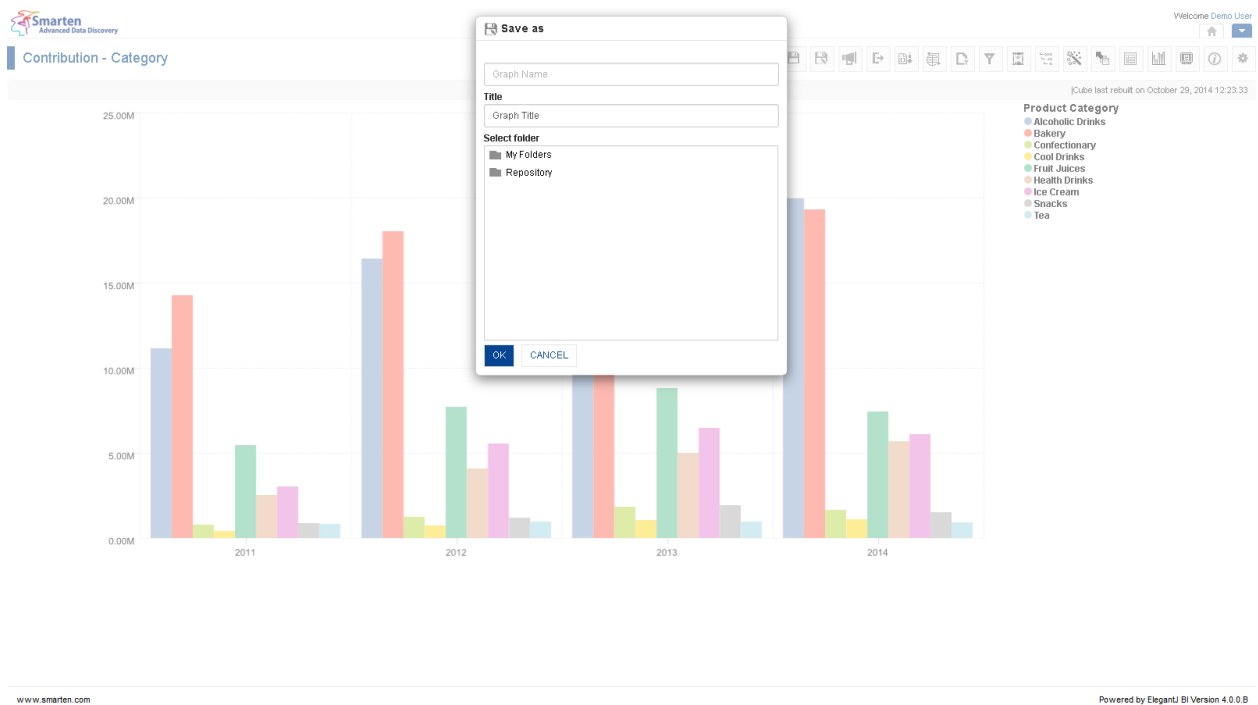 Smarten
Advanced Data Discovery
Welcome Demo User
Contribution - Category
|Cube last rebuilt on October 29, 2014 12:23:33
Save as
Graph Name
Title
Graph Title
Select folder
My Folders
Repository
OK
CANCEL
25.00M
20.00M
15.00M
10.00M
5.00M
0.00M
2011
2012
2013
2014
Product Category
Alcoholic Drinks
Bakery
Confectionary
Cool Drinks
Fruit Juices
Health Drinks
Ice Cream
Snacks
Tea
www.smarten.com
Powered by ElegantJ BI Version 4.0.0.B